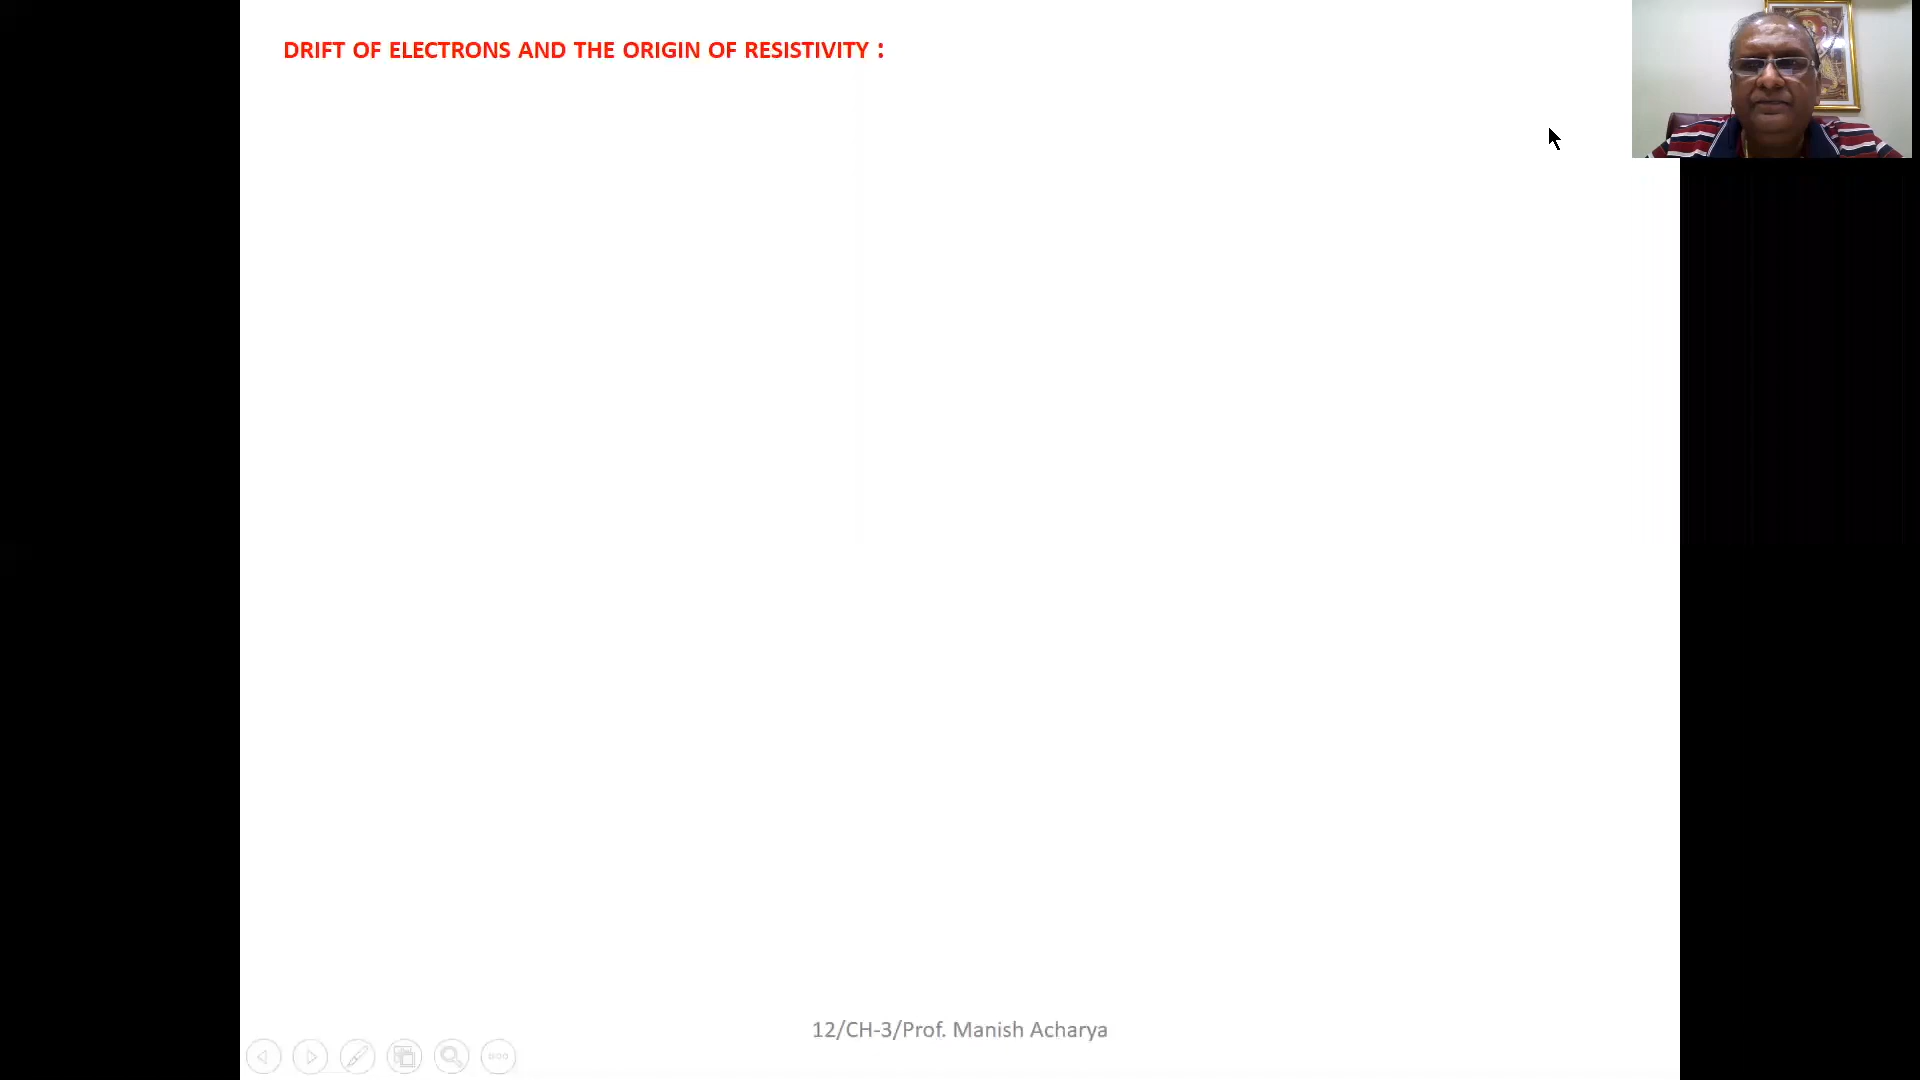 DRIFT OF ELECTRONS AND THE ORIGIN OF RESISTIVITY :
12/CH-3/Prof. Manish Acharya